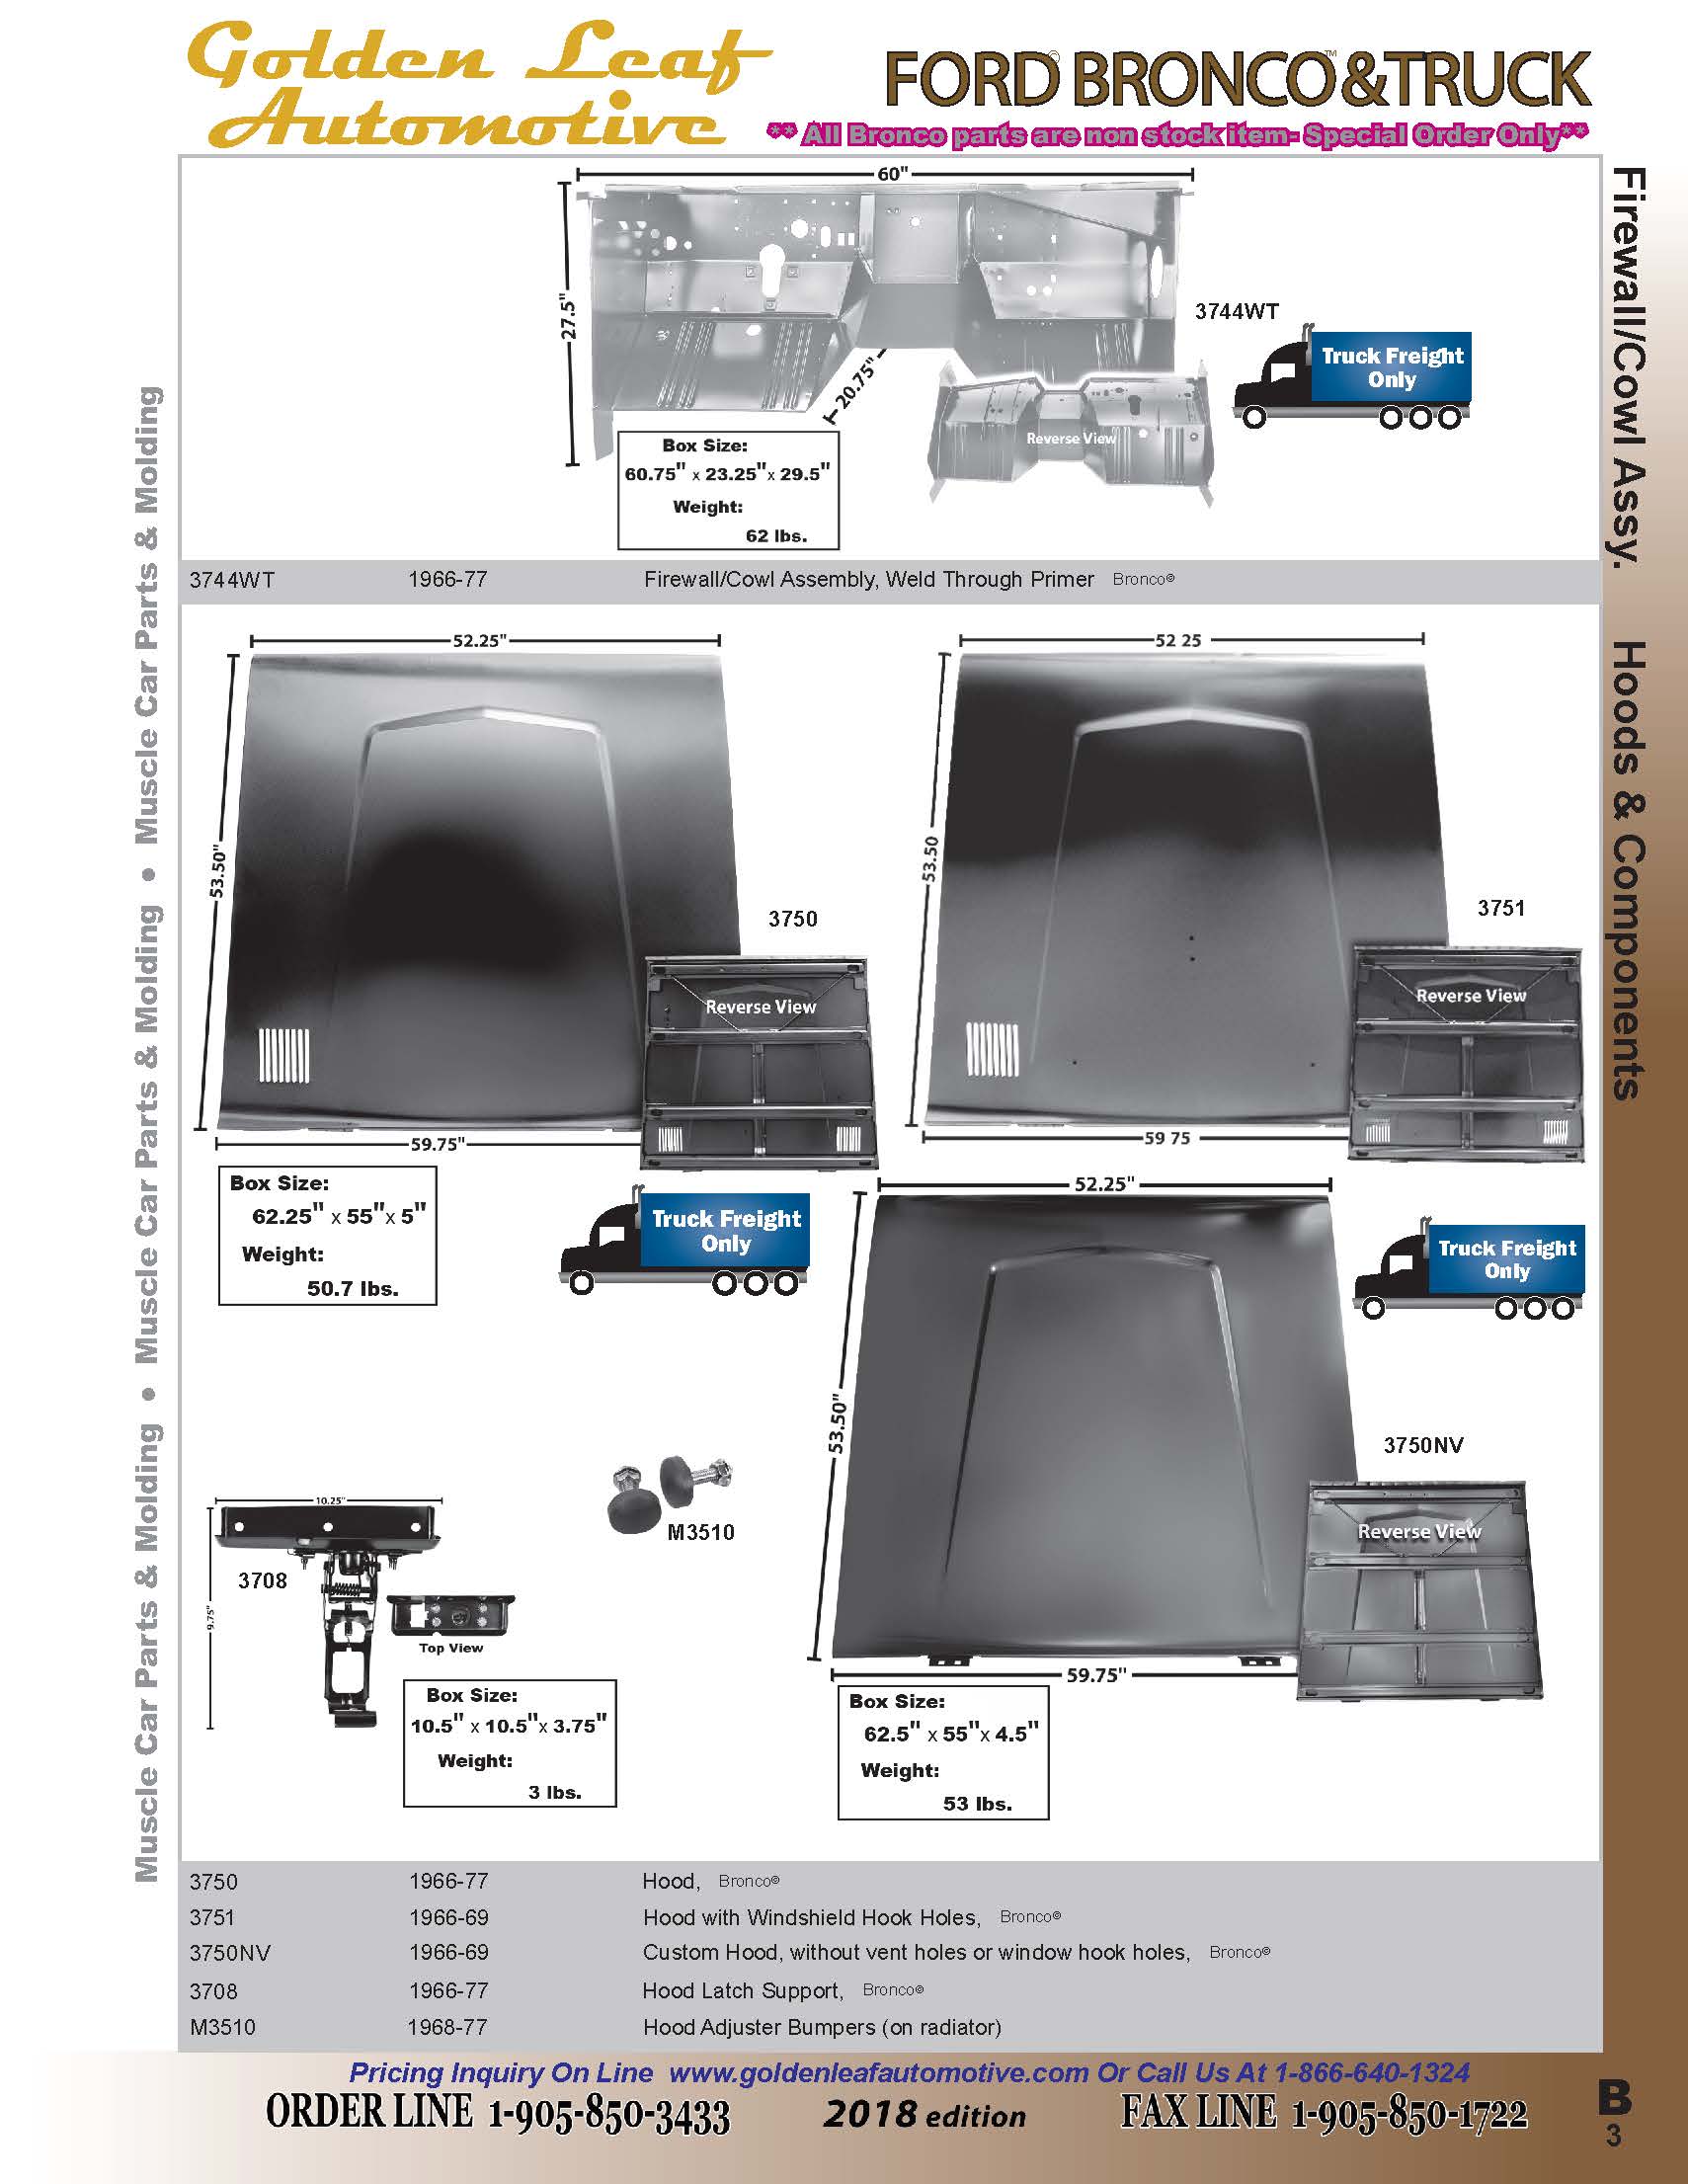 Golden Leaf
Automotive
FORD© BRONCO™&TRUCK
** All Bronco parts are non stock item- Special Order Only**
Firewall/Cowl Assy.
Hoods & Components
Muscle Car Parts & Molding • Muscle Car Parts & Molding • Muscle Car Parts & Molding
60"
27.5"
20.75"
3744WT
Truck Freight
Only
Reverse View
Box Size:
60.75" x 23.25"x 29.5"
Weight:
62 lbs.
3744WT 1966-77 Firewall/Cowl Assembly, Weld Through Primer Bronco©
52.25"
53.50"
3750
Reverse View
59.75"
52 25
53.50
3751
Reverse View
59 75
Box Size:
62.25" x 55"x 5"
Weight:
50.7 lbs.
Truck Freight
Only
52.25"
53.50"
3750NV
Reverse View
59.75"
Truck Freight
Only
10.25"
9.75"
3708
Top View
M3510
Box Size:
10.5" x 10.5"x 3.75"
Weight:
3 lbs.
Box Size:
62.5" x 55"x 4.5"
Weight:
53 lbs.
3750 1966-77 Hood, Bronco©
3751 1966-69 Hood with Windshield Hook Holes, Bronco©
3750NV 1966-69 Custom Hood, without vent holes or window hook holes, Bronco©
3708 1966-77 Hood Latch Support, Bronco©
M3510 1968-77 Hood Adjuster Bumpers (on radiator)
Pricing Inquiry On Line www.goldenleafautomotive.com Or Call Us At 1-866-640-1324
ORDER LINE 1-905-850-3433 2018 edition FAX LINE 1-905-850-1722
B
3